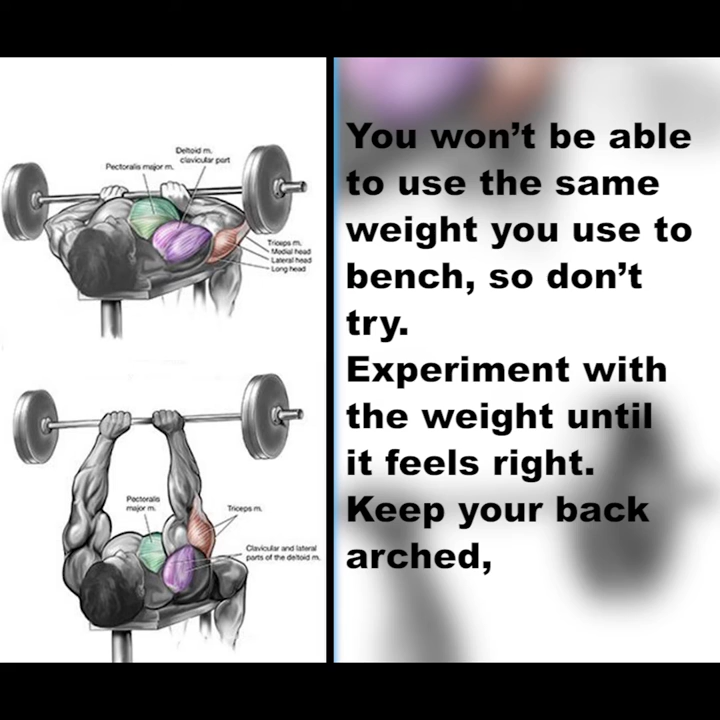 Deltoid m.
clavicular part
Pectoralis major m.
Triceps m.
Medial head
Lateral head
Long head
Pectoralis
major m.
Triceps m.
Clavicular and lateral
parts of the deltoid m.
You won't be able
to use the same
weight you use to
bench, so don't
try.
Experiment with
the weight until
it feels right.
Keep your back
arched,